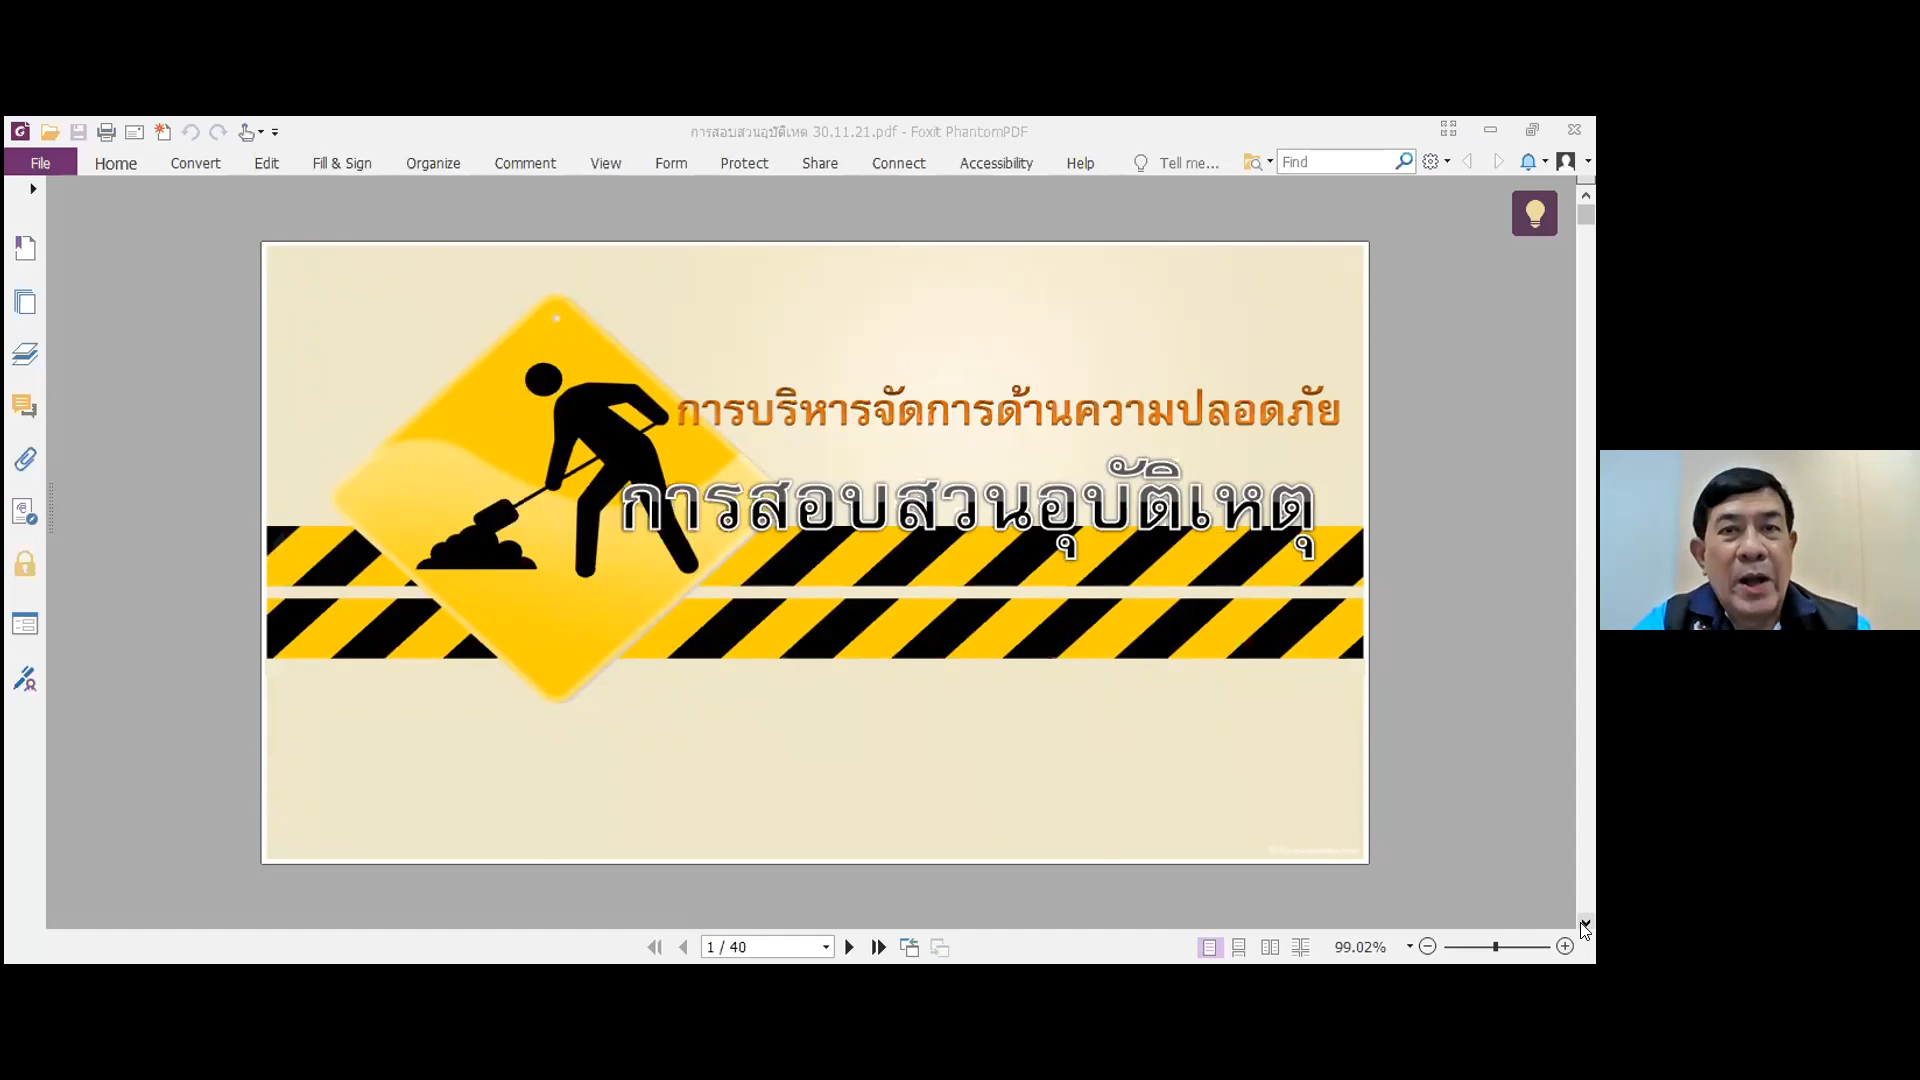 การสอบสวนอุบัติเหตุ 30.11.21.pdf - Foxit PhantomPDF
File Home Convert Edit Fill & Sign Organize Comment View Form Protect Share Connect Accessibility Help Tell me... Find
การบริหารจัดการด้านความปลอดภัย
การสอบสวนอุบัติเหตุ
1 / 40
99.02%